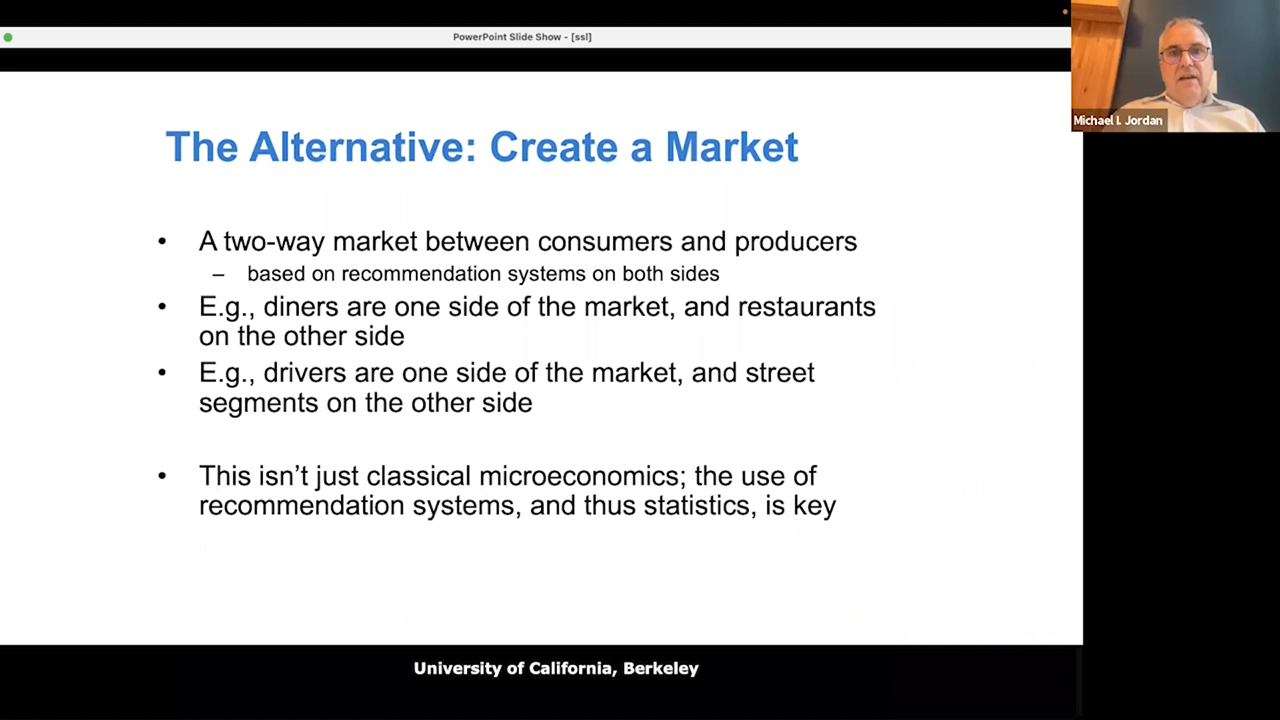 PowerPoint Slide Show - [ssl]
Michael I. Jordan
The Alternative: Create a Market
• A two-way market between consumers and producers
– based on recommendation systems on both sides
• E.g., diners are one side of the market, and restaurants
on the other side
• E.g., drivers are one side of the market, and street
segments on the other side
• This isn’t just classical microeconomics; the use of
recommendation systems, and thus statistics, is key
University of California, Berkeley